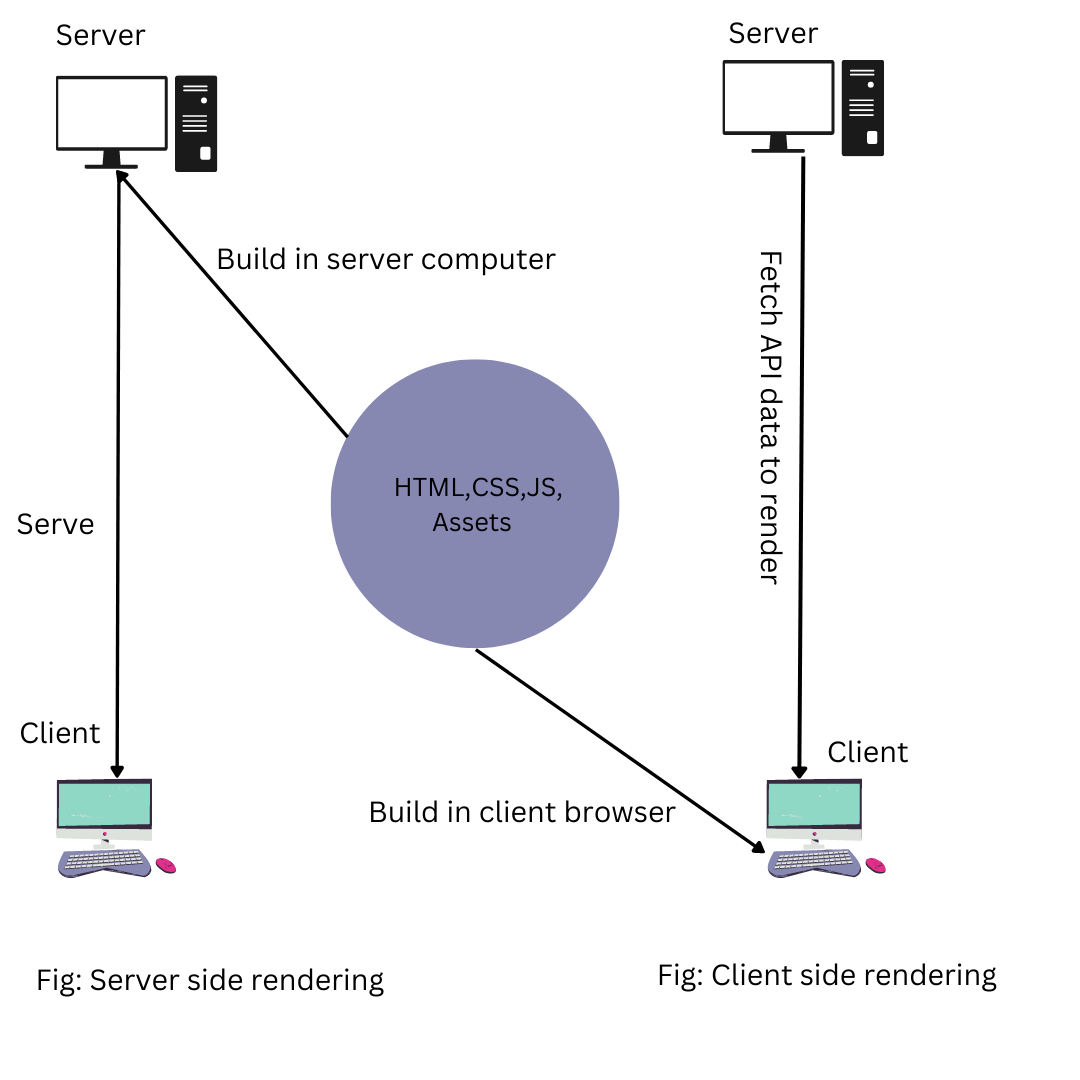 Server
Server
Build in server computer
Fetch API data to render
HTML,CSS,JS,
Assets
Serve
Client
Client
Build in client browser
Fig: Server side rendering
Fig: Client side rendering